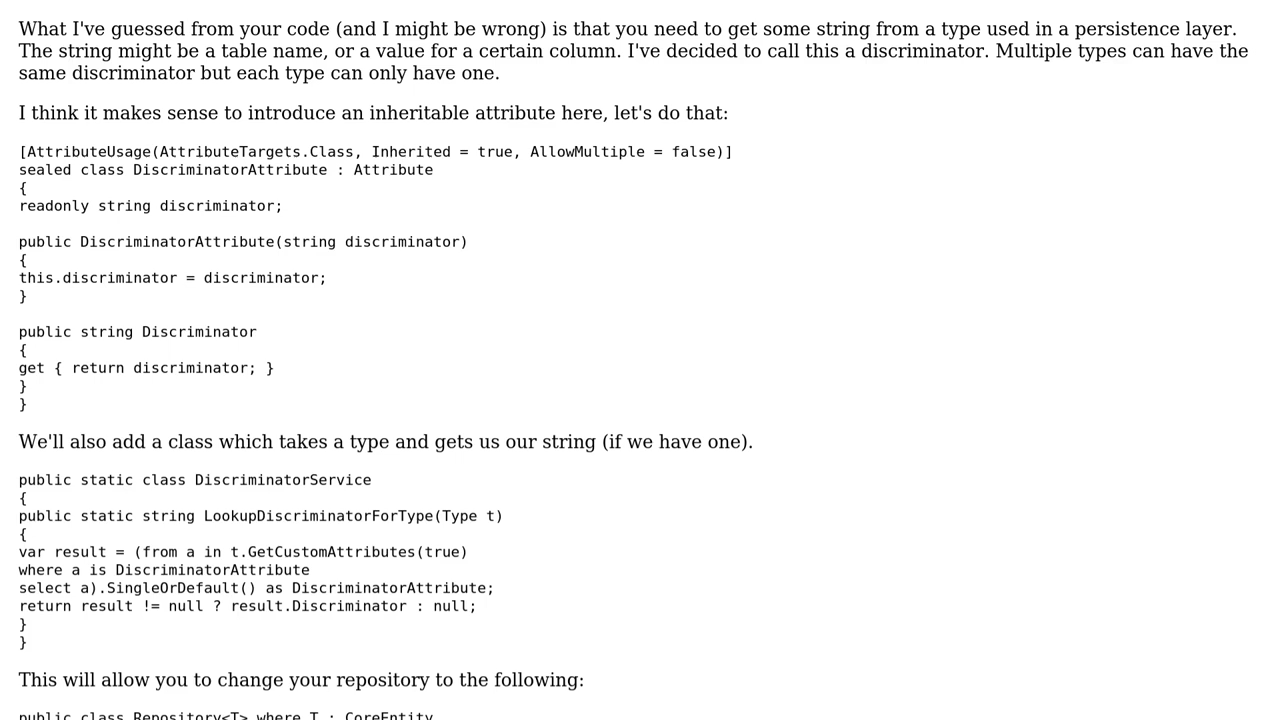 What I've guessed from your code (and I might be wrong) is that you need to get some string from a type used in a persistence layer.
The string might be a table name, or a value for a certain column. I've decided to call this a discriminator. Multiple types can have the
same discriminator but each type can only have one.
I think it makes sense to introduce an inheritable attribute here, let's do that:
[AttributeUsage(AttributeTargets.Class, Inherited = true, AllowMultiple = false)]
sealed class DiscriminatorAttribute : Attribute
{
readonly string discriminator;
public DiscriminatorAttribute(string discriminator)
{
this.discriminator = discriminator;
}
public string Discriminator
{
get { return discriminator; }
}
}
We'll also add a class which takes a type and gets us our string (if we have one).
public static class DiscriminatorService
{
public static string LookupDiscriminatorForType(Type t)
{
var result = (from a in t.GetCustomAttributes(true)
where a is DiscriminatorAttribute
select a).SingleOrDefault() as DiscriminatorAttribute;
return result != null ? result.Discriminator : null;
}
}
This will allow you to change your repository to the following:
public class Repository<T> where T : CoreEntity